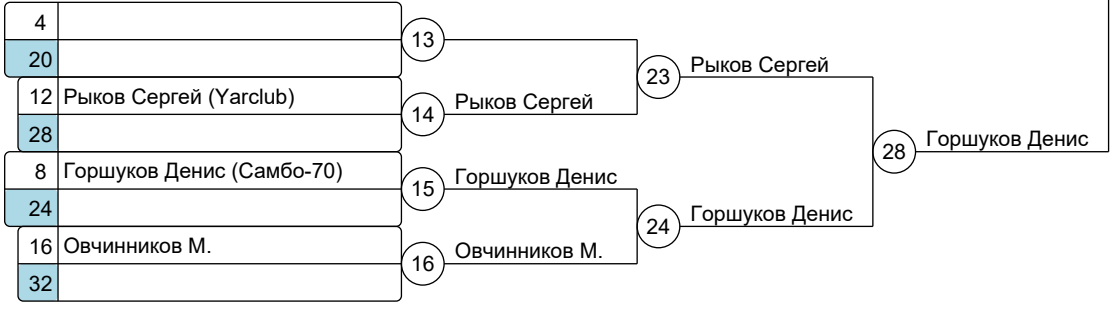 4
20
12 Рыков Сергей (Yarclub)
28
8 Горшуков Денис (Самбо-70)
24
16 Овчинников М.
32
13
14 Рыков Сергей
15 Горшуков Денис
16 Овчинников М.
23 Рыков Сергей
24 Горшуков Денис
28 Горшуков Денис